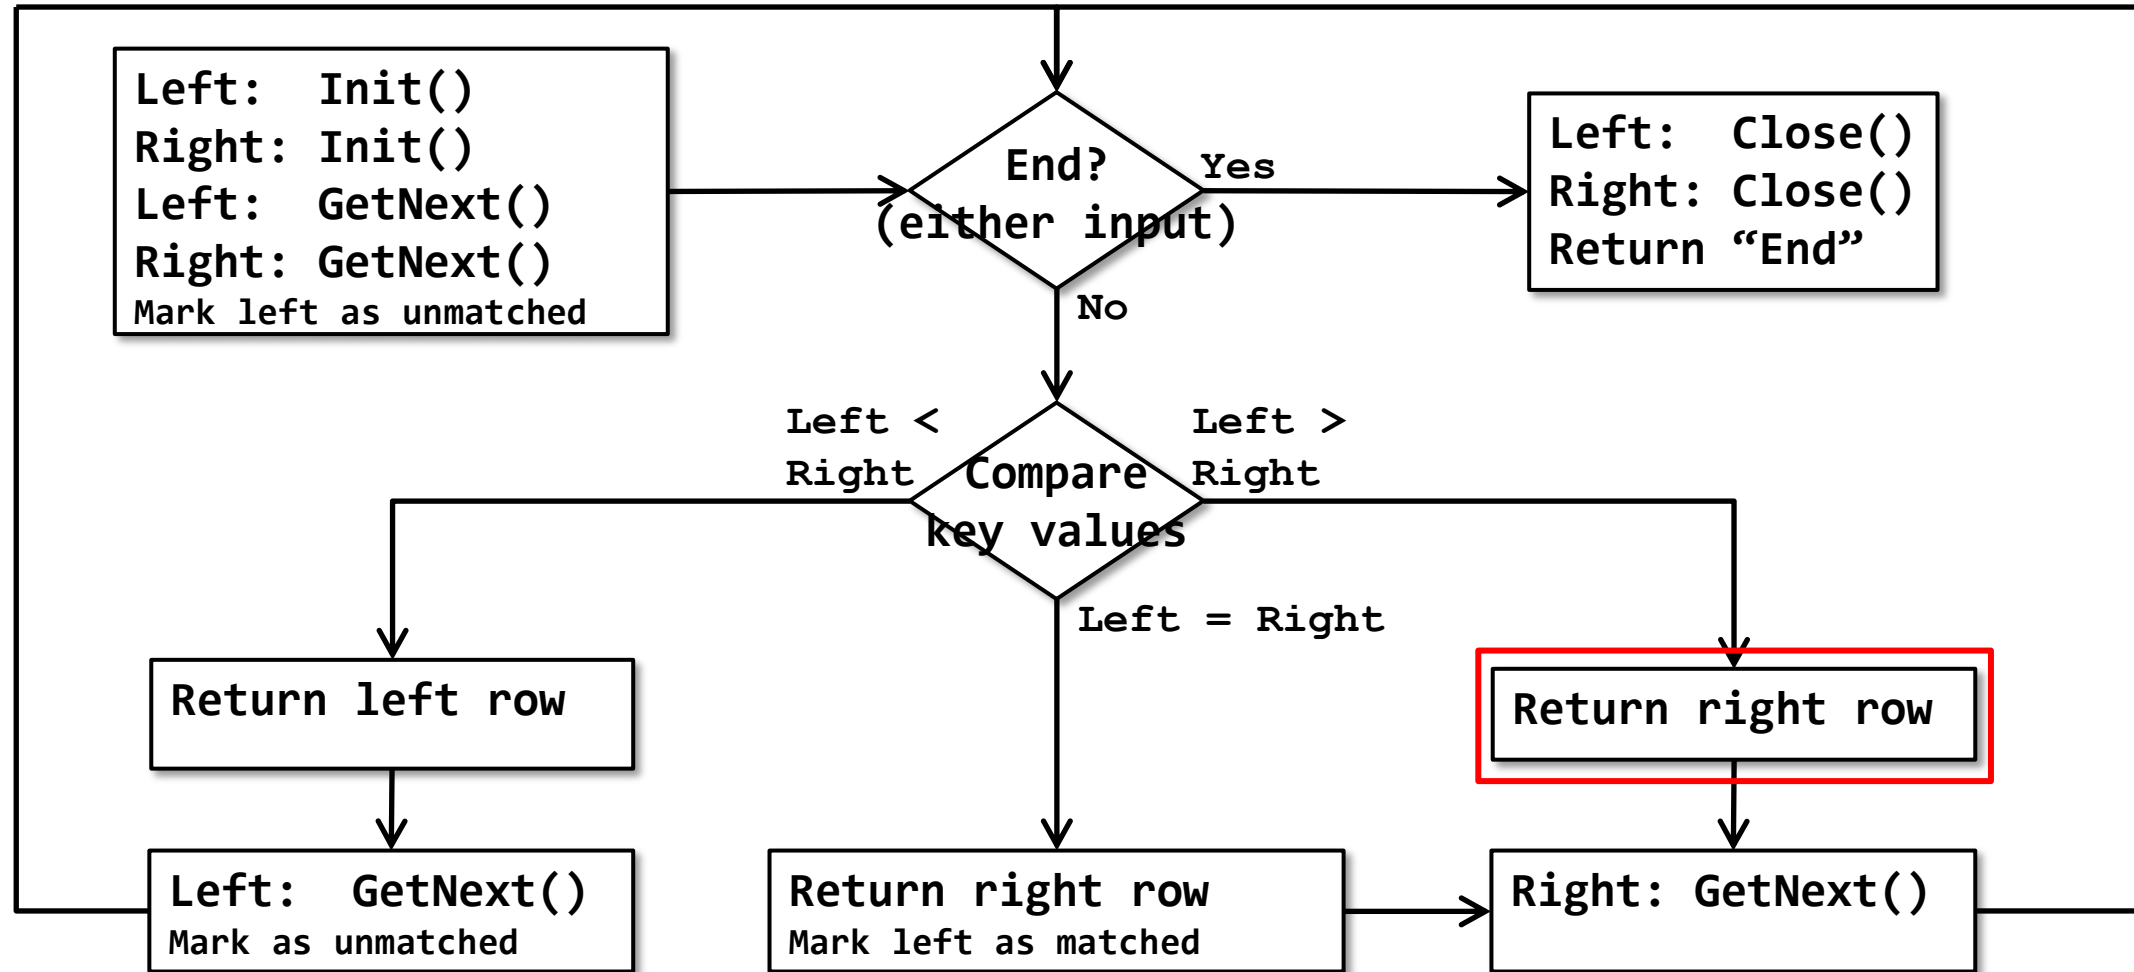 Left:  Init()
Right: Init()
Left:  GetNext()
Right: GetNext()
Mark left as unmatched
End?
(either input)
Yes
Left:  Close()
Right: Close()
Return “End”
No
Left <
Right
Compare
key values
Left >
Right
Left = Right
Return left row
Return right row
Left:  GetNext()
Mark as unmatched
Return right row
Mark left as matched
Right: GetNext()